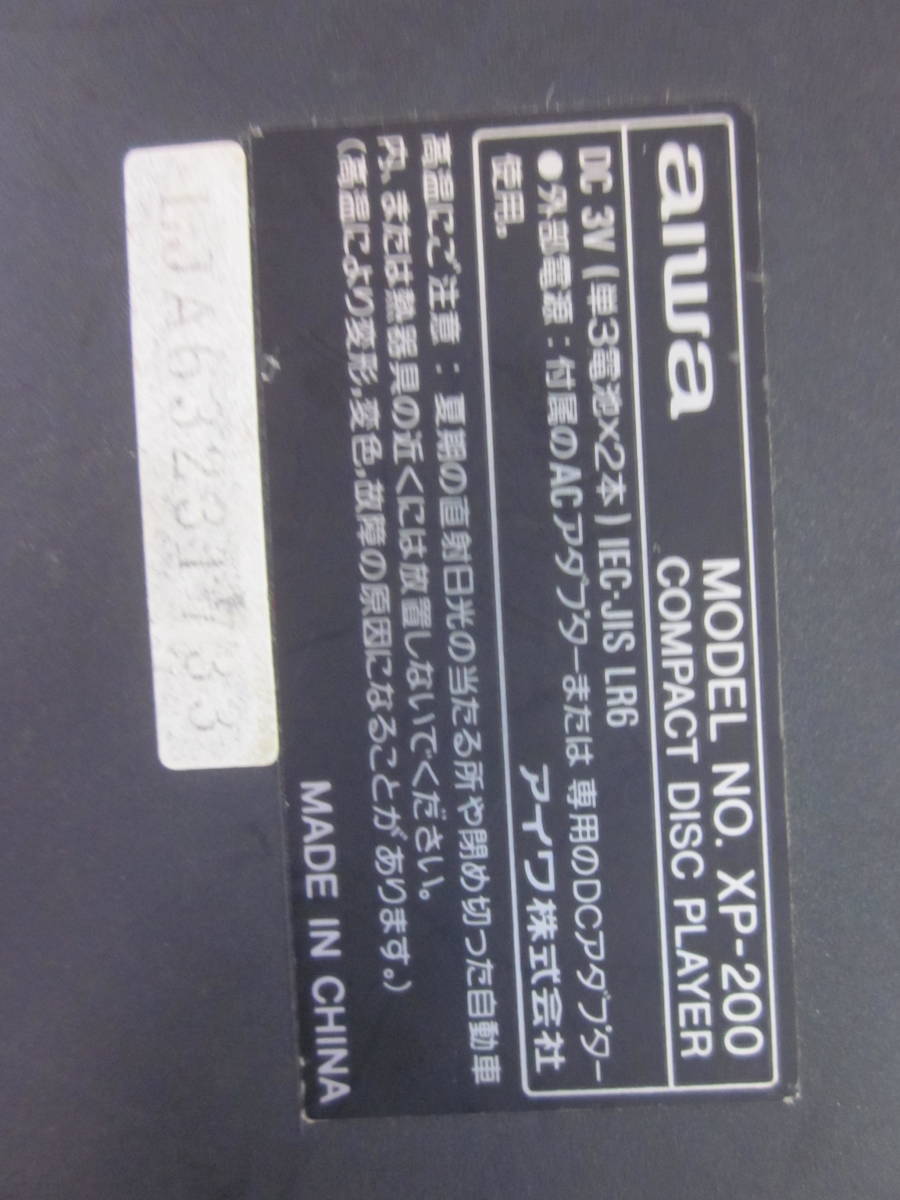 aiwa
MODEL NO. XP-200
COMPACT DISC PLAYER
DC 3V (単3電池×2本) IEC·JIS LR6
●外部電源：付属のACアダプターまたは 専用のDCアダプター
使用。
アイワ株式会社
高温にご注意：夏期の直射日光の当たる所や閉め切った自動車
内、または熱器具の近くには放置しないでください。
(高温により変形,変色,故障の原因になることがあります。)
MADE IN CHINA
LJA63231733